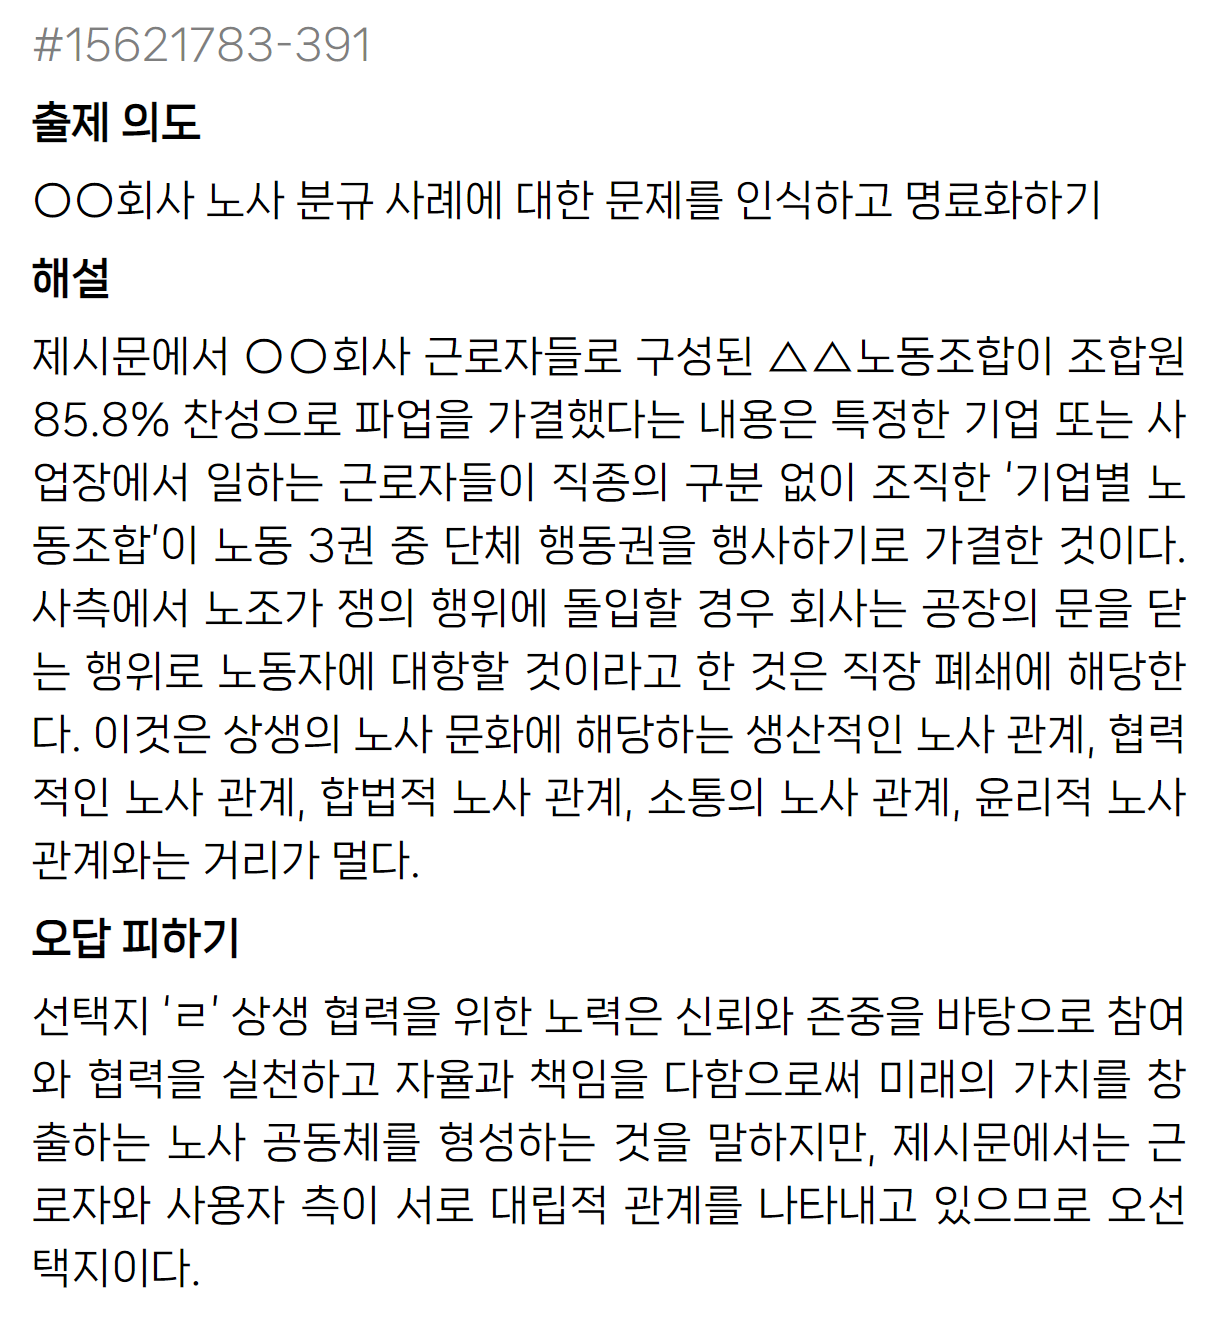 #15621783-391
출제 의도
○○회사 노사 분규 사례에 대한 문제를 인식하고 명료화하기
해설
제시문에서 ○○회사 근로자들로 구성된 △△노동조합이 조합원
85.8% 찬성으로 파업을 가결했다는 내용은 특정한 기업 또는 사
업장에서 일하는 근로자들이 직종의 구분 없이 조직한 '기업별 노
동조합'이 노동 3권 중 단체 행동권을 행사하기로 가결한 것이다.
사측에서 노조가 쟁의 행위에 돌입할 경우 회사는 공장의 문을 닫
는 행위로 노동자에 대항할 것이라고 한 것은 직장 폐쇄에 해당한
다. 이것은 상생의 노사 문화에 해당하는 생산적인 노사 관계, 협력
적인 노사 관계, 합법적 노사 관계, 소통의 노사 관계, 윤리적 노사
관계와는 거리가 멀다.
오답 피하기
선택지 'ㄹ' 상생 협력을 위한 노력은 신뢰와 존중을 바탕으로 참여
와 협력을 실천하고 자율과 책임을 다함으로써 미래의 가치를 창
출하는 노사 공동체를 형성하는 것을 말하지만, 제시문에서는 근
로자와 사용자 측이 서로 대립적 관계를 나타내고 있으므로 오선
택지이다.